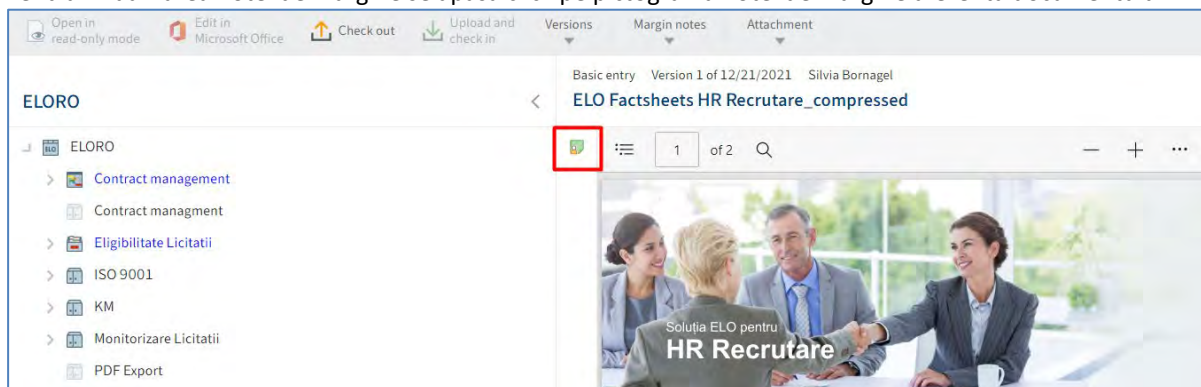 Open in
read-only mode
Edit in
Microsoft Office
Check out
Upload and
check in
Versions
Margin notes
Attachment
ELORO
Basic entry Version 1 of 12/21/2021 Silvia Bornagel
ELO Factsheets HR Recrutare_compressed
1 of 2
ELORO
Contract management
Contract managment
Eligibilitate Licitatii
ISO 9001
KM
Monitorizare Licitatii
PDF Export
Soluția ELO pentru
HR Recrutare